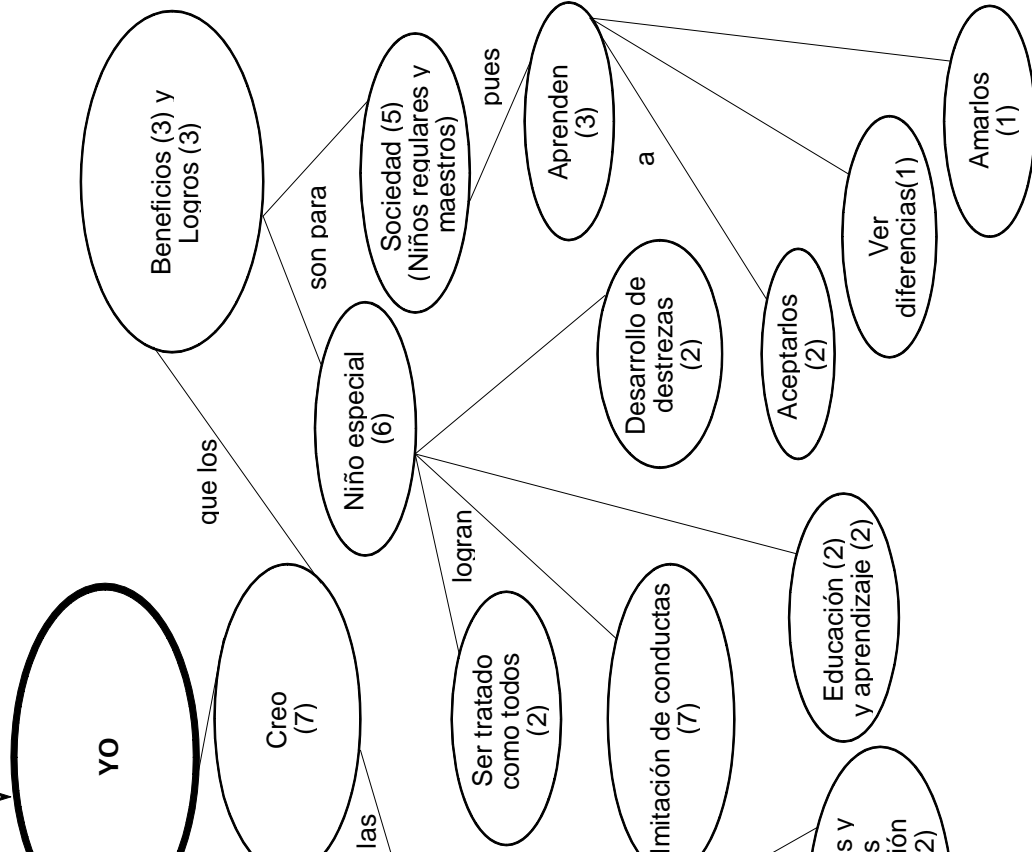 YO
Creo
(7)
que los
las
Beneficios (3) y
Logros (3)
son para
Niño especial
(6)
Sociedad (5)
(Niños regulares y
maestros)
pues
Aprenden
(3)
a
Aceptarlos
(2)
Ver
diferencias(1)
Amarlos
(1)
logran
Ser tratado
como todos
(2)
Imitación de conductas
(7)
Educación (2)
y aprendizaje (2)
Desarrollo de
destrezas
(2)
s y
s
ión
2)